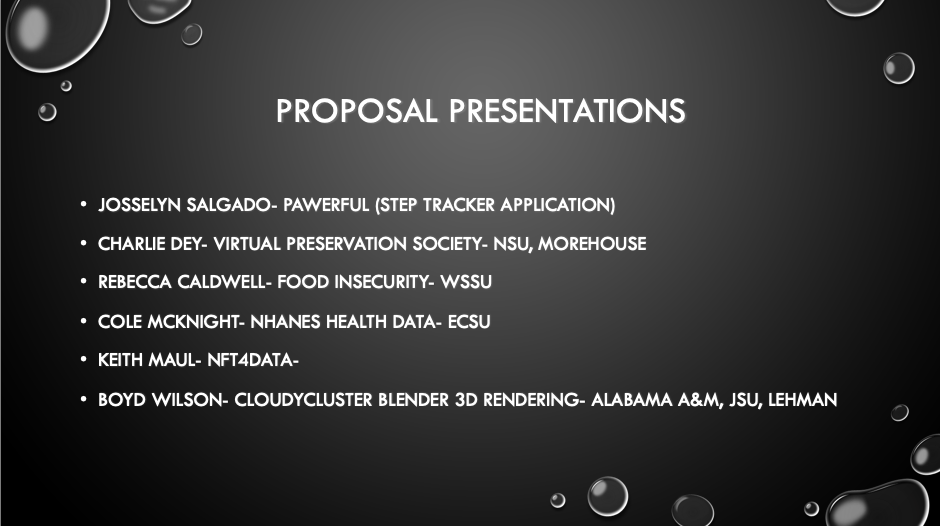 PROPOSAL PRESENTATIONS
• JOSSELYN SALGADO- PAWERFUL (STEP TRACKER APPLICATION)
• CHARLIE DEY- VIRTUAL PRESERVATION SOCIETY- NSU, MOREHOUSE
• REBECCA CALDWELL- FOOD INSECURITY- WSSU
• COLE MCKNIGHT- NHANES HEALTH DATA- ECSU
• KEITH MAUL- NFT4DATA-
• BOYD WILSON- CLOUDYCLUSTER BLENDER 3D RENDERING- ALABAMA A&M, JSU, LEHMAN